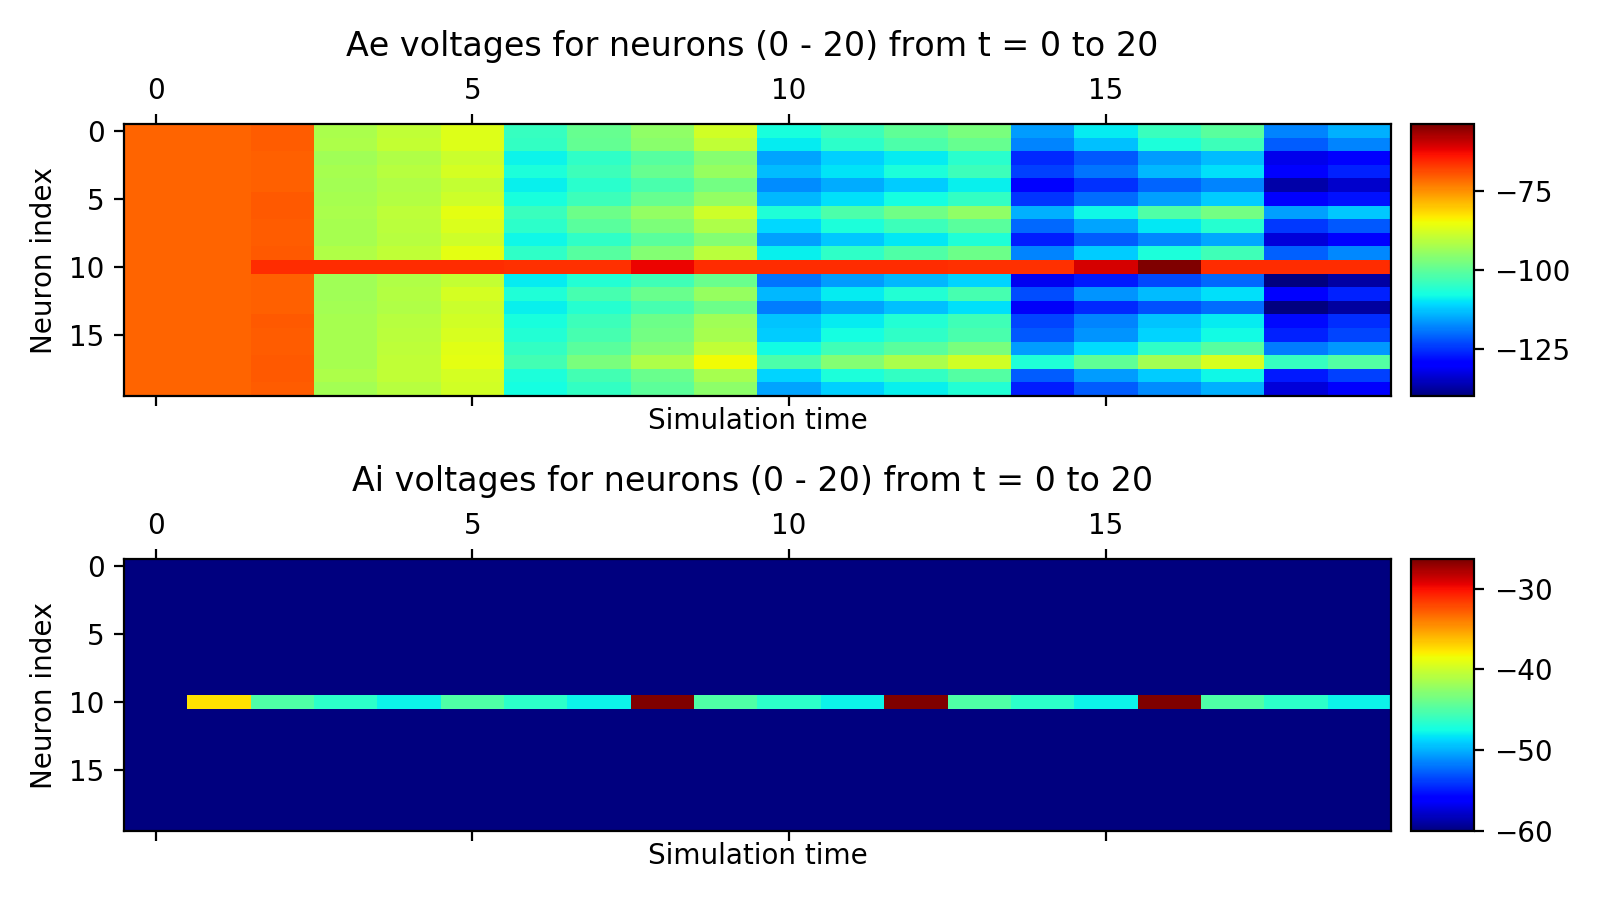 Ae voltages for neurons (0 - 20) from t = 0 to 20
0 5 10 15
Neuron index
0
5
10
15
Simulation time
−75
−100
−125
Ai voltages for neurons (0 - 20) from t = 0 to 20
0 5 10 15
Neuron index
0
5
10
15
Simulation time
−30
−40
−50
−60